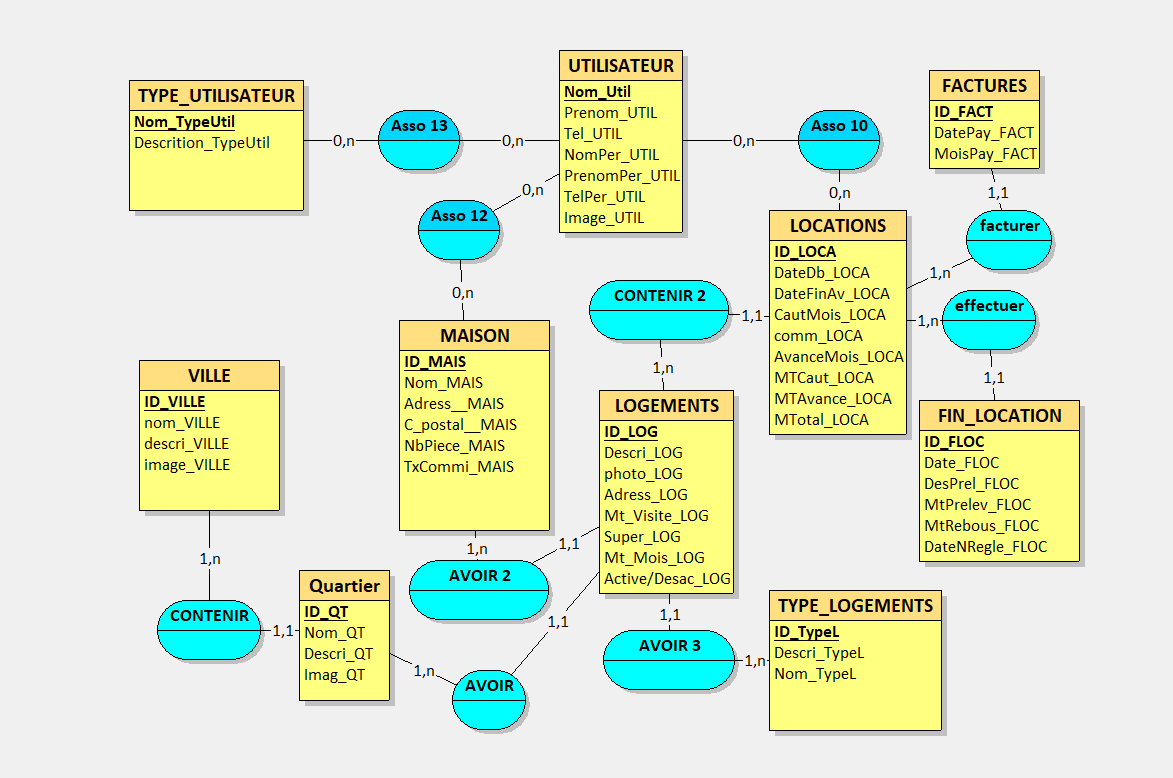 TYPE_UTILISATEUR
Nom_TypeUtil
Descrition_TypeUtil
0,n
Asso 13
0,n
UTILISATEUR
Nom_Util
Prenom_UTIL
Tel_UTIL
NomPer_UTIL
PrenomPer_UTIL
TelPer_UTIL
Image_UTIL
0,n
Asso 10
0,n
FACTURES
ID_FACT
DatePay_FACT
MoisPay_FACT
1,1
facturer
1,n
0,n
Asso 12
0,n
LOCATIONS
ID_LOCA
DateDb_LOCA
DateFinAv_LOCA
CautMois_LOCA
comm_LOCA
AvanceMois_LOCA
MTCaut_LOCA
MTAvance_LOCA
MTotal_LOCA
1,n
effectuer
1,1
CONTENIR 2
1,1
1,n
MAISON
ID_MAIS
Nom_MAIS
Adress__MAIS
C_postal__MAIS
NbPiece_MAIS
TxCommi_MAIS
1,n
VILLE
ID_VILLE
nom_VILLE
descri_VILLE
image_VILLE
1,n
LOGEMENTS
ID_LOG
Descri_LOG
photo_LOG
Adress_LOG
Mt_Visite_LOG
Super_LOG
Mt_Mois_LOG
Active/Desac_LOG
FIN_LOCATION
ID_FLOC
Date_FLOC
DesPrel_FLOC
MtPrelev_FLOC
MtRebous_FLOC
DateNRegle_FLOC
AVOIR 2
1,1
CONTENIR
1,1
Quartier
ID_QT
Nom_QT
Descri_QT
Imag_QT
1,n
AVOIR
1,1
1,1
AVOIR 3
1,n
TYPE_LOGEMENTS
ID_TypeL
Descri_TypeL
Nom_TypeL